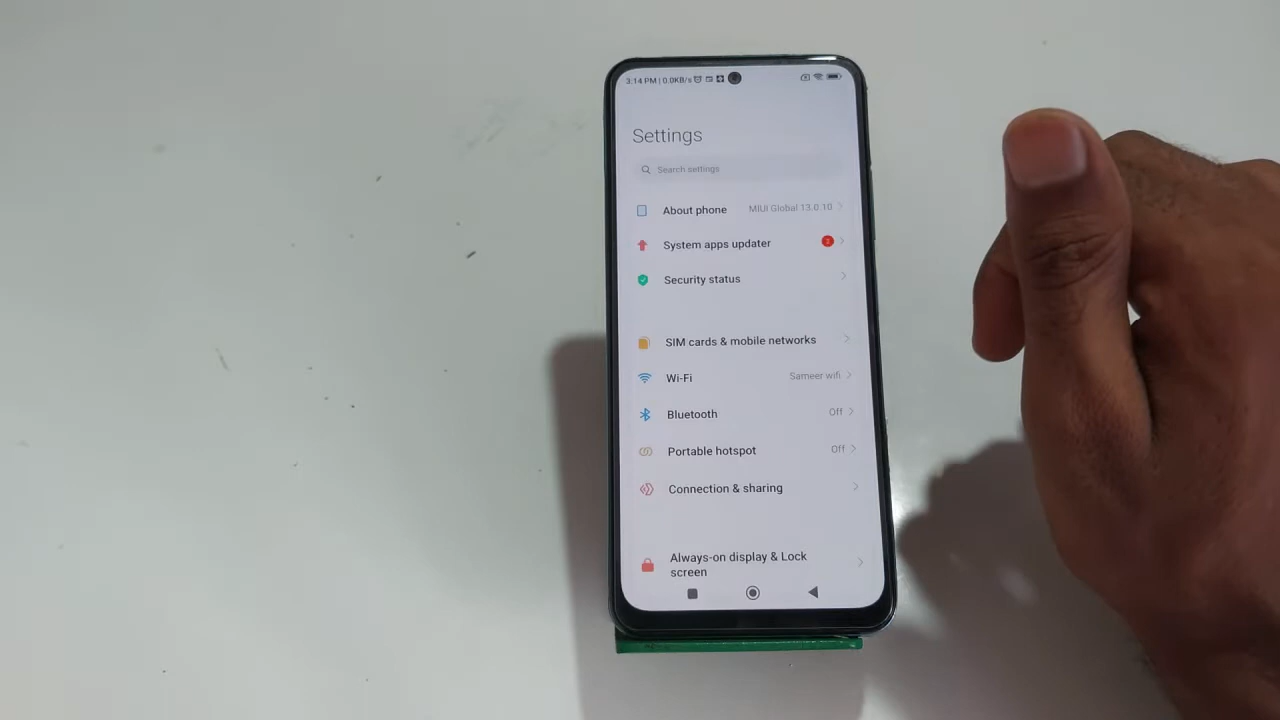 3:14 PM | 0.0KB/s
Settings
Search settings
About phone MIUI Global 13.0.10
System apps updater 2
Security status
SIM cards & mobile networks
Wi-Fi Sameer wifi
Bluetooth Off
Portable hotspot Off
Connection & sharing
Always-on display & Lock
screen